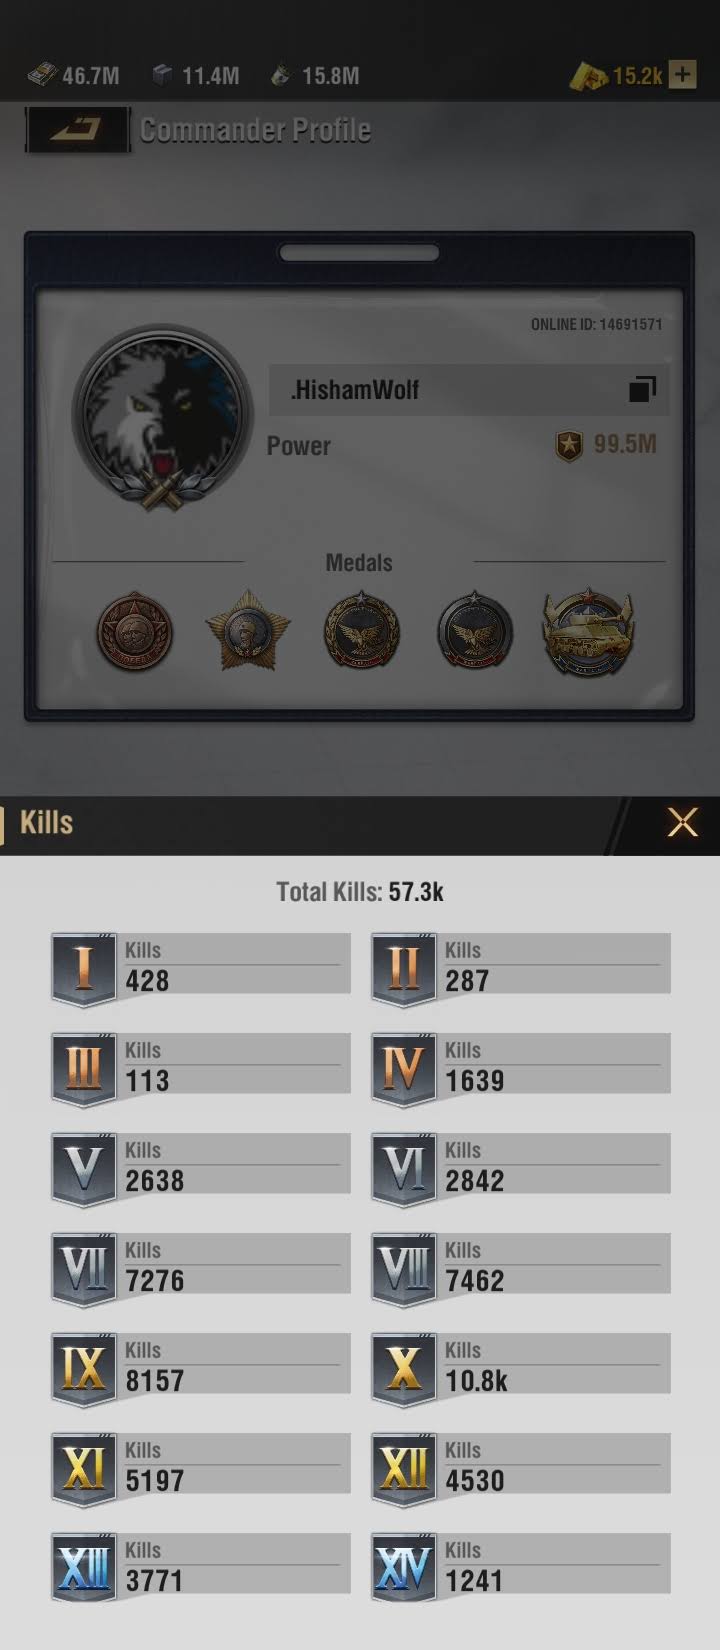 46.7M 11.4M 15.8M 15.2k
Commander Profile
ONLINE ID: 14691571
.HishamWolf
Power 99.5M
Medals
Kills
Total Kills: 57.3k
I Kills 428
II Kills 287
III Kills 113
IV Kills 1639
V Kills 2638
VI Kills 2842
VII Kills 7276
VIII Kills 7462
IX Kills 8157
X Kills 10.8k
XI Kills 5197
XII Kills 4530
XIII Kills 3771
XIV Kills 1241